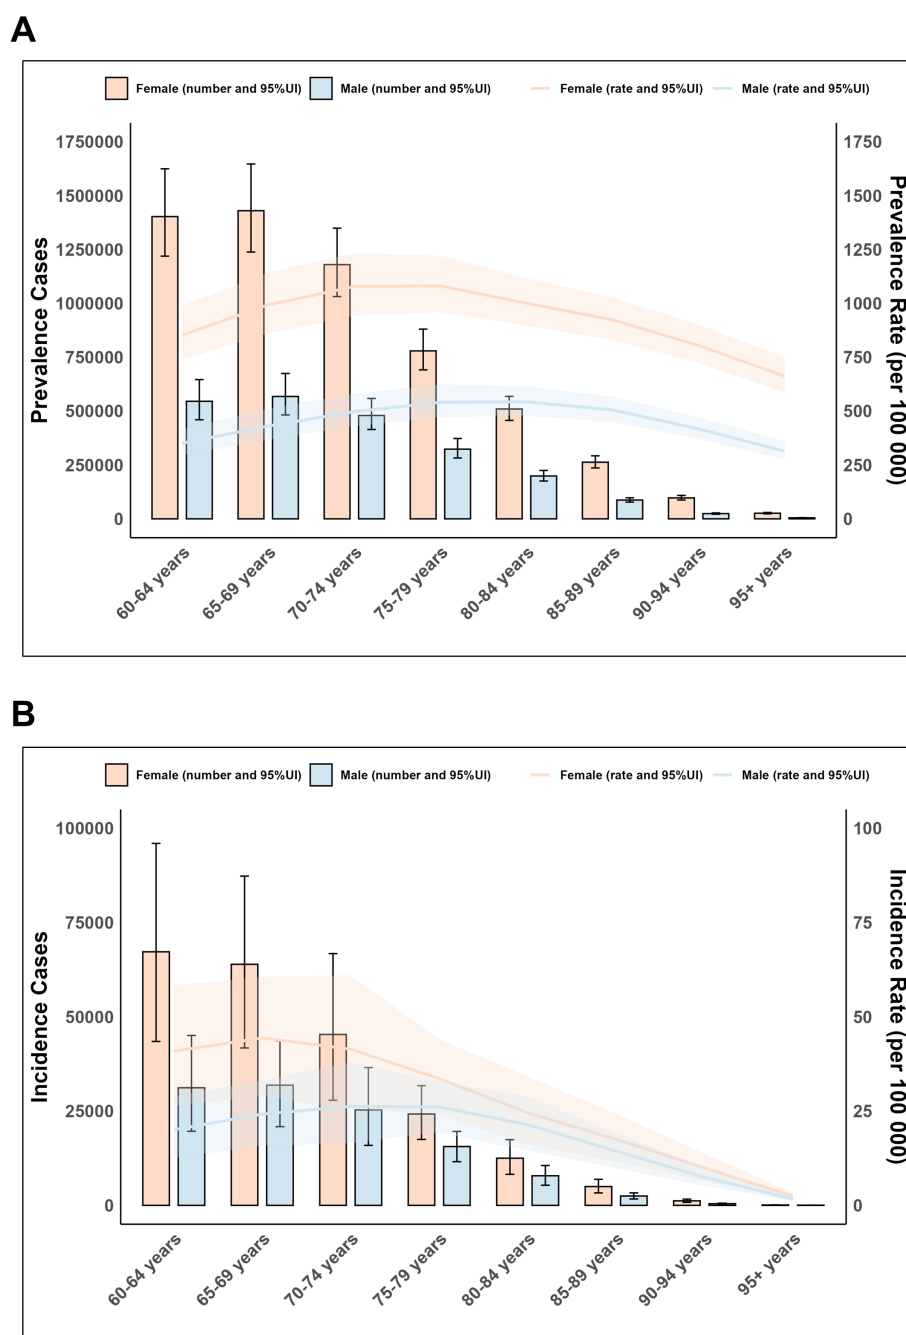 A
Female (number and 95%UI) Male (number and 95%UI) Female (rate and 95%UI) Male (rate and 95%UI)
Prevalence Cases
1750000
1500000
1250000
1000000
750000
500000
250000
0
1750
1500
1250
1000
750
500
250
0
Prevalence Rate (per 100 000)
60-64 years
65-69 years
70-74 years
75-79 years
80-84 years
85-89 years
90-94 years
95+ years
B
Female (number and 95%UI) Male (number and 95%UI) Female (rate and 95%UI) Male (rate and 95%UI)
Incidence Cases
100000
75000
50000
25000
0
100
75
50
25
0
Incidence Rate (per 100 000)
60-64 years
65-69 years
70-74 years
75-79 years
80-84 years
85-89 years
90-94 years
95+ years